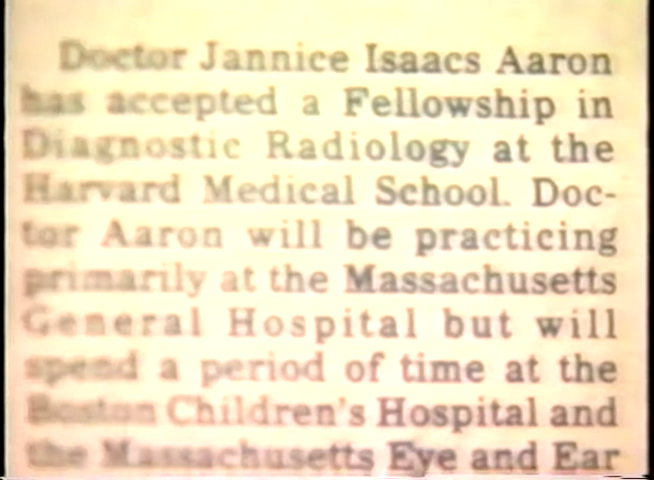 Doctor Jannice Isaacs Aaron
has accepted a Fellowship in
Diagnostic Radiology at the
Harvard Medical School. Doc-
tor Aaron will be practicing
primarily at the Massachusetts
General Hospital but will
spend a period of time at the
Boston Children's Hospital and
the Massachusetts Eye and Ear